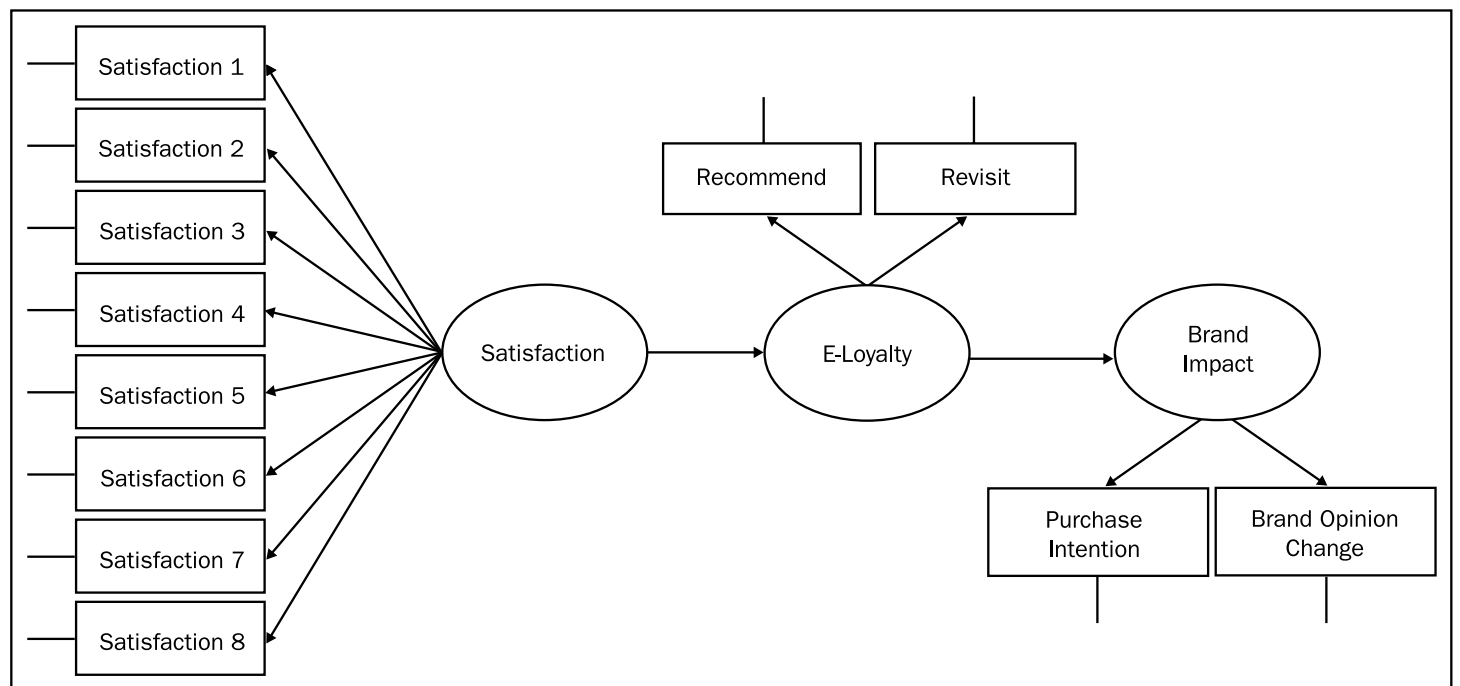 Satisfaction 1
Satisfaction 2
Satisfaction 3
Satisfaction 4
Satisfaction 5
Satisfaction 6
Satisfaction 7
Satisfaction 8
Satisfaction
Recommend
Revisit
E-Loyalty
Brand
Impact
Purchase
Intention
Brand Opinion
Change